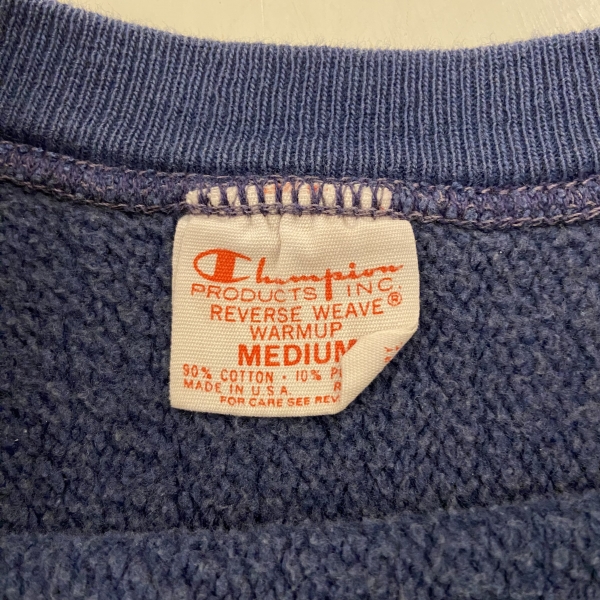 Champion
PRODUCTS INC.
REVERSE WEAVE®
WARMUP
MEDIUM
90% COTTON · 10% P
MADE IN U.S.A. R
FOR CARE SEE REV